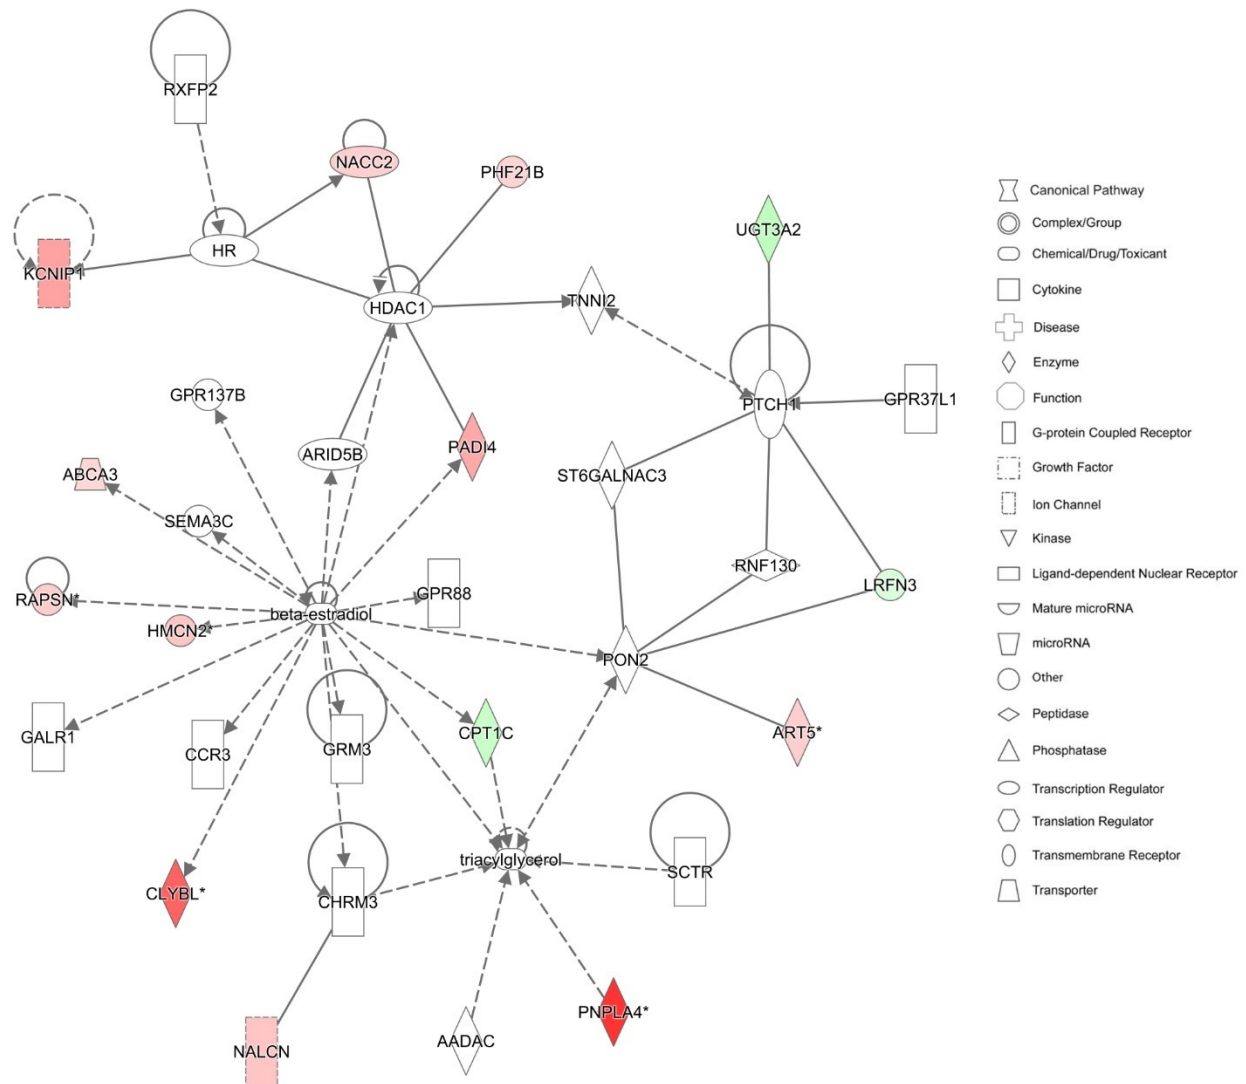 RXFP2
NACC2
PHF21B
UGT3A2
HR
KCNIP1
HDAC1
TNNI2
GPR137B
PTCH1
GPR37L1
ARID5B
PADI4
ABCA3
ST6GALNAC3
SEMA3C
RNF130
LRFN3
RAPSN*
GPR88
beta-estradiol
HMCN2*
PON2
GALR1
CCR3
GRM3
CPT1C
ART5*
triacylglycerol
SCTR
CLYBL*
CHRM3
PNPLA4*
AADAC
NALCN
Canonical Pathway
Complex/Group
Chemical/Drug/Toxicant
Cytokine
Disease
Enzyme
Function
G-protein Coupled Receptor
Growth Factor
Ion Channel
Kinase
Ligand-dependent Nuclear Receptor
Mature microRNA
microRNA
Other
Peptidase
Phosphatase
Transcription Regulator
Translation Regulator
Transmembrane Receptor
Transporter